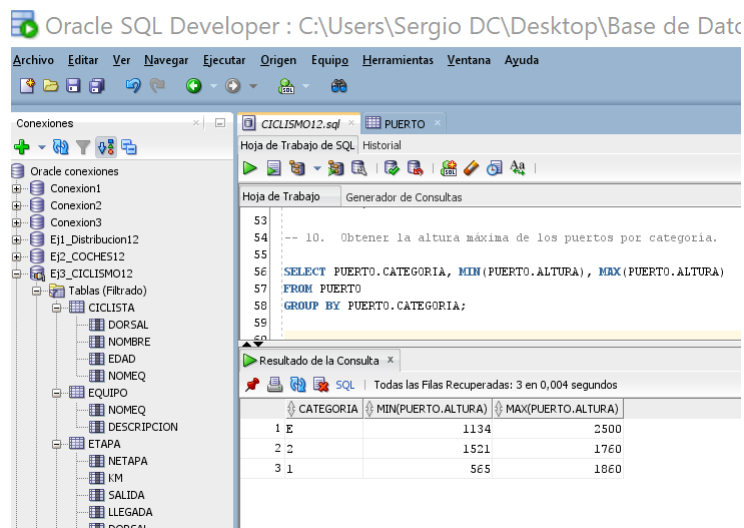 Oracle SQL Developer : C:\Users\Sergio DC\Desktop\Base de Dato
Archivo Editar Ver Navegar Ejecutar Origen Equipo Herramientas Ventana Ayuda
Conexiones
Oracle conexiones
Conexion1
Conexion2
Conexion3
Ej1_Distribucion12
Ej2_COCHES12
Ej3_CICLISMO12
Tablas (Filtrado)
CICLISTA
DORSAL
NOMBRE
EDAD
NOMEQ
EQUIPO
NOMEQ
DESCRIPCION
ETAPA
NETAPA
KM
SALIDA
LLEGADA
DORSAL
CICLISMO12.sql PUERTO
Hoja de Trabajo de SQL Historial
Hoja de Trabajo Generador de Consultas
53
54 -- 10. Obtener la altura máxima de los puertos por categoría.
55
56 SELECT PUERTO.CATEGORIA, MIN(PUERTO.ALTURA), MAX(PUERTO.ALTURA)
57 FROM PUERTO
58 GROUP BY PUERTO.CATEGORIA;
59
60
Resultado de la Consulta
SQL | Todas las Filas Recuperadas: 3 en 0,004 segundos
CATEGORIA MIN(PUERTO.ALTURA) MAX(PUERTO.ALTURA)
1 E 1134 2500
2 2 1521 1760
3 1 565 1860